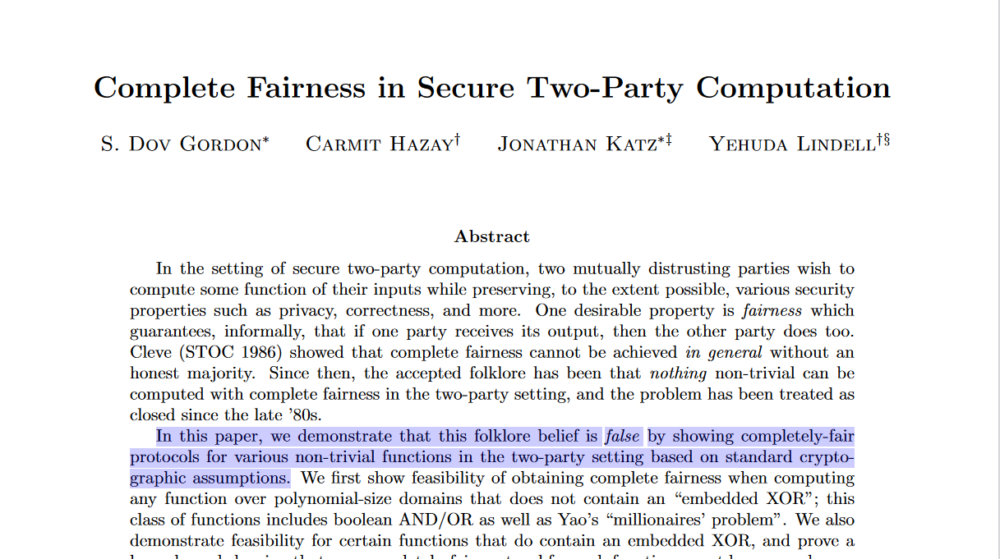 Complete Fairness in Secure Two-Party Computation
S. Dov Gordon* Carmit Hazay† Jonathan Katz*‡ Yehuda Lindell†§
Abstract
In the setting of secure two-party computation, two mutually distrusting parties wish to
compute some function of their inputs while preserving, to the extent possible, various security
properties such as privacy, correctness, and more. One desirable property is fairness which
guarantees, informally, that if one party receives its output, then the other party does too.
Cleve (STOC 1986) showed that complete fairness cannot be achieved in general without an
honest majority. Since then, the accepted folklore has been that nothing non-trivial can be
computed with complete fairness in the two-party setting, and the problem has been treated as
closed since the late ’80s.
In this paper, we demonstrate that this folklore belief is false by showing completely-fair
protocols for various non-trivial functions in the two-party setting based on standard crypto-
graphic assumptions. We first show feasibility of obtaining complete fairness when computing
any function over polynomial-size domains that does not contain an “embedded XOR”; this
class of functions includes boolean AND/OR as well as Yao’s “millionaires’ problem”. We also
demonstrate feasibility for certain functions that do contain an embedded XOR, and prove a